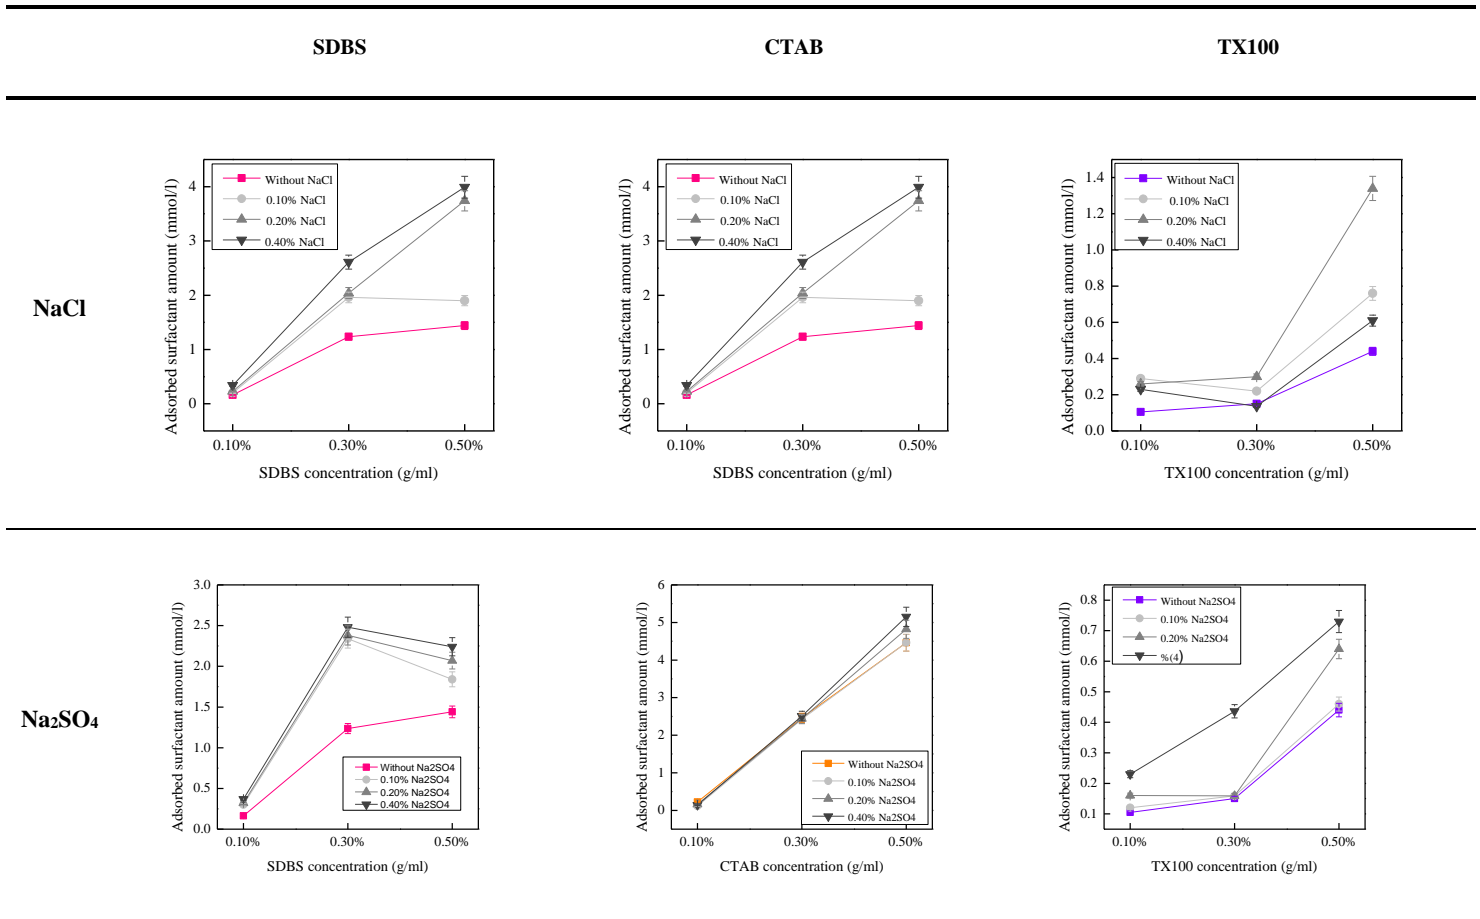 SDBS CTAB TX100
NaCl
Adsorbed surfactant amount (mmol/l)
4
3
2
1
0
Without NaCl
0.10% NaCl
0.20% NaCl
0.40% NaCl
0.10% 0.30% 0.50%
SDBS concentration (g/ml)
Adsorbed surfactant amount (mmol/l)
4
3
2
1
0
Without NaCl
0.10% NaCl
0.20% NaCl
0.40% NaCl
0.10% 0.30% 0.50%
SDBS concentration (g/ml)
Adsorbed surfactant amount (mmol/l)
1.4
1.2
1.0
0.8
0.6
0.4
0.2
0.0
Without NaCl
0.10% NaCl
0.20% NaCl
0.40% NaCl
0.10% 0.30% 0.50%
TX100 concentration (g/ml)
Na2SO4
Adsorbed surfactant amount (mmol/l)
3.0
2.5
2.0
1.5
1.0
0.5
0.0
Without Na2SO4
0.10% Na2SO4
0.20% Na2SO4
0.40% Na2SO4
0.10% 0.30% 0.50%
SDBS concentration (g/ml)
Adsorbed surfactant amount (mmol/l)
6
5
4
3
2
1
0
Without Na2SO4
0.10% Na2SO4
0.20% Na2SO4
0.40% Na2SO4
0.10% 0.30% 0.50%
CTAB concentration (g/ml)
Adsorbed surfactant amount (mmol/l)
0.8
0.7
0.6
0.5
0.4
0.3
0.2
0.1
Without Na2SO4
0.10% Na2SO4
0.20% Na2SO4
%(4)
0.10% 0.30% 0.50%
TX100 concentration (g/ml)